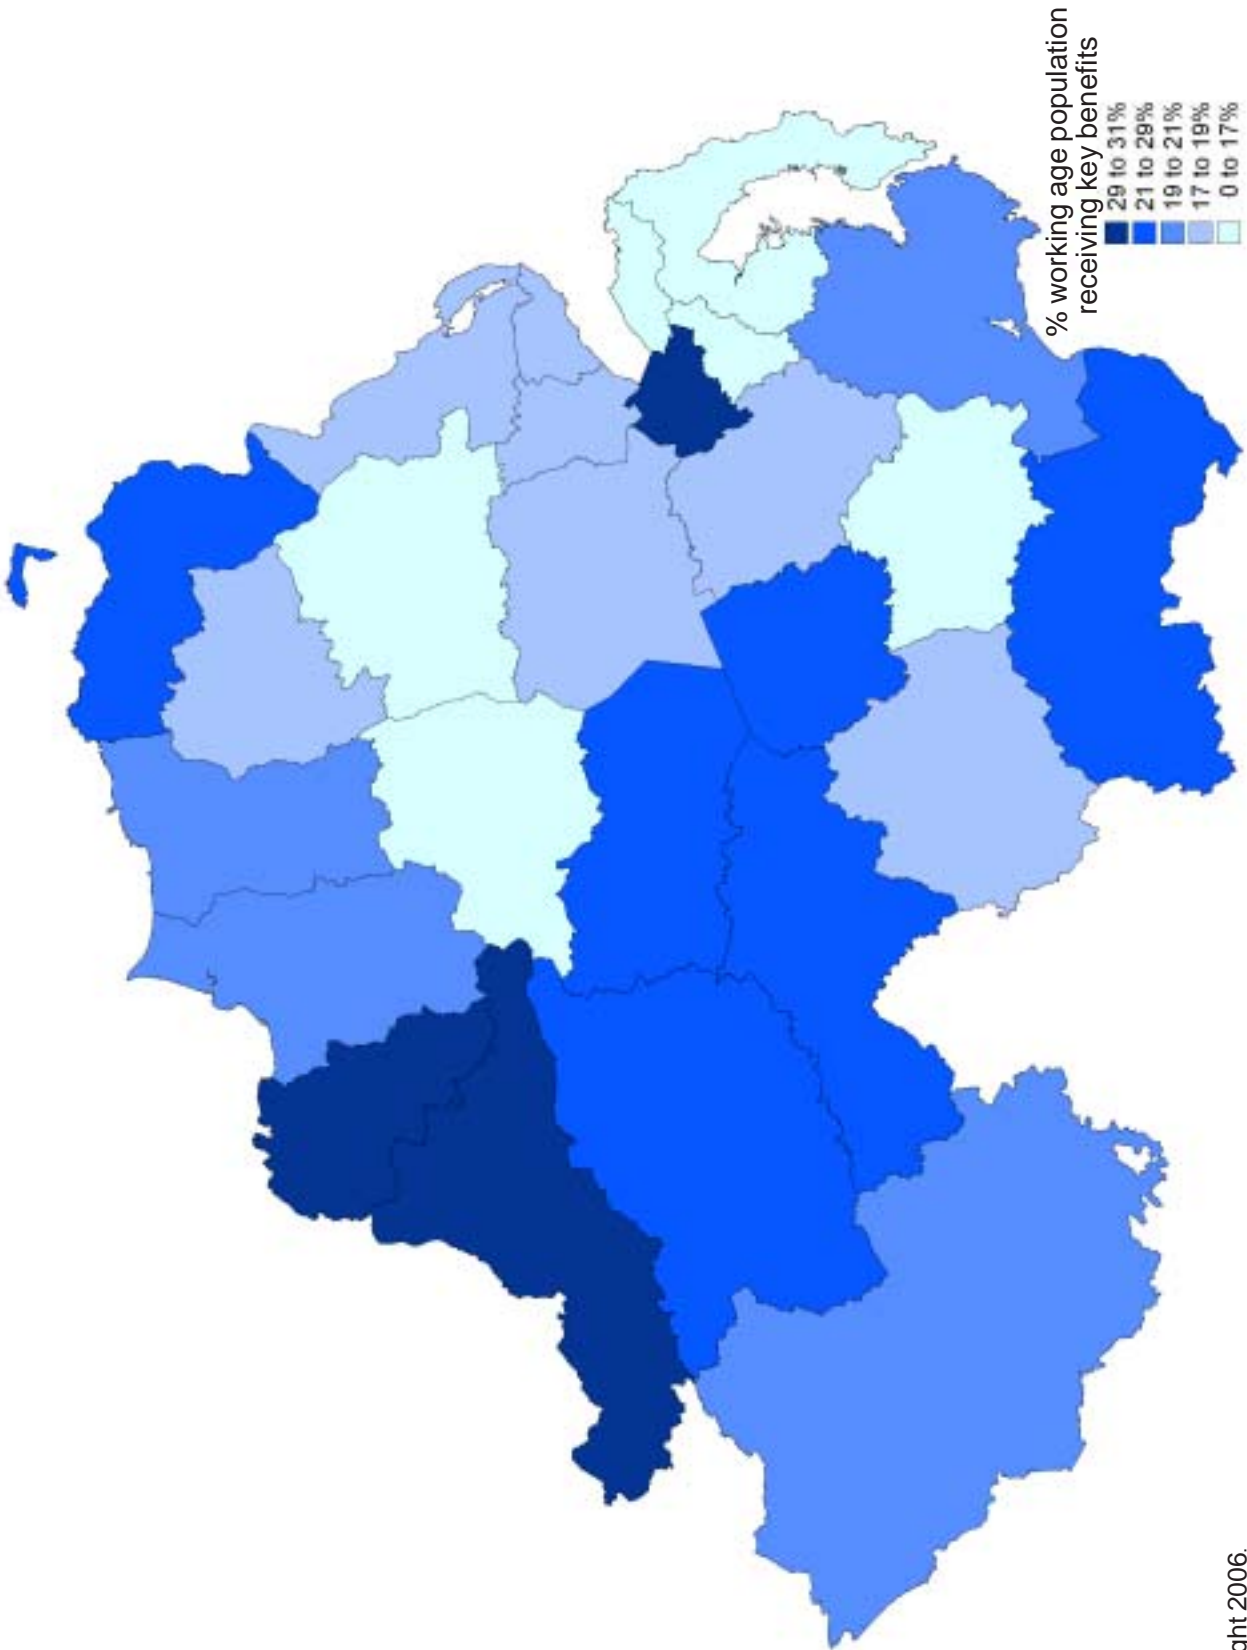 % working age population
receiving key benefits
29 to 31%
21 to 29%
19 to 21%
17 to 19%
0 to 17%
ght 2006.